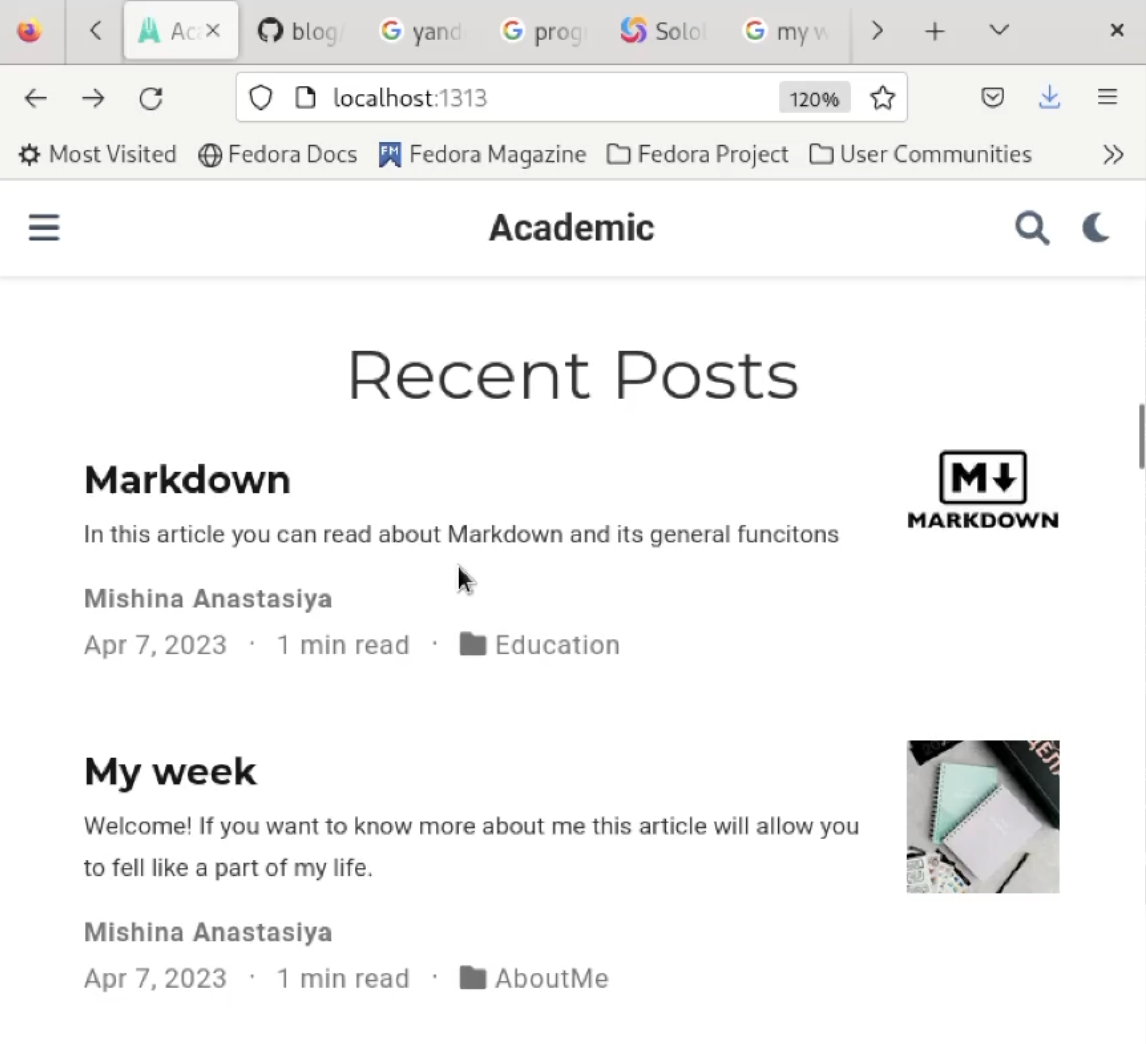 Aca
blog/
yand
prog
Solol
my w
localhost:1313
120%
Most Visited
Fedora Docs
FM
Fedora Magazine
Fedora Project
User Communities
Academic
Recent Posts
Markdown
In this article you can read about Markdown and its general funcitons
Mishina Anastasiya
Apr 7, 2023 · 1 min read · Education
M
MARKDOWN
My week
Welcome! If you want to know more about me this article will allow you
to fell like a part of my life.
Mishina Anastasiya
Apr 7, 2023 · 1 min read · AboutMe